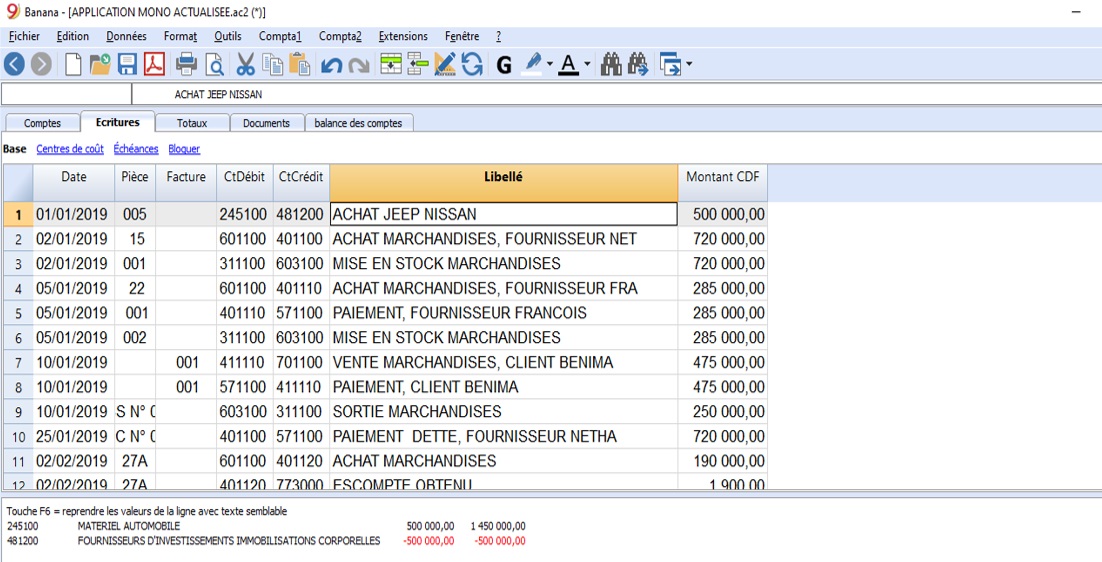 Banana - [APPLICATION MONO ACTUALISEE.ac2 (*)]
Fichier Edition Données Format Outils Compta1 Compta2 Extensions Fenêtre ?
G A
ACHAT JEEP NISSAN
Comptes Ecritures Totaux Documents balance des comptes
Base Centres de coût Échéances Bloquer
Date Pièce Facture CtDébit CtCrédit Libellé Montant CDF
1 01/01/2019 005 245100 481200 ACHAT JEEP NISSAN 500 000,00
2 02/01/2019 15 601100 401100 ACHAT MARCHANDISES, FOURNISSEUR NET 720 000,00
3 02/01/2019 001 311100 603100 MISE EN STOCK MARCHANDISES 720 000,00
4 05/01/2019 22 601100 401110 ACHAT MARCHANDISES, FOURNISSEUR FRA 285 000,00
5 05/01/2019 001 401110 571100 PAIEMENT, FOURNISSEUR FRANCOIS 285 000,00
6 05/01/2019 002 311100 603100 MISE EN STOCK MARCHANDISES 285 000,00
7 10/01/2019 001 411110 701100 VENTE MARCHANDISES, CLIENT BENIMA 475 000,00
8 10/01/2019 001 571100 411110 PAIEMENT, CLIENT BENIMA 475 000,00
9 10/01/2019 S N° 603100 311100 SORTIE MARCHANDISES 250 000,00
10 25/01/2019 C N° 401100 571100 PAIEMENT DETTE, FOURNISSEUR NETHA 720 000,00
11 02/02/2019 27A 601100 401120 ACHAT MARCHANDISES 190 000,00
12 02/02/2019 27A 401120 773000 ESCOMPTE OBTENU 1 900,00
Touche F6 = reprendre les valeurs de la ligne avec texte semblable
245100 MATERIEL AUTOMOBILE 500 000,00 1 450 000,00
481200 FOURNISSEURS D'INVESTISSEMENTS IMMOBILISATIONS CORPORELLES -500 000,00 -500 000,00